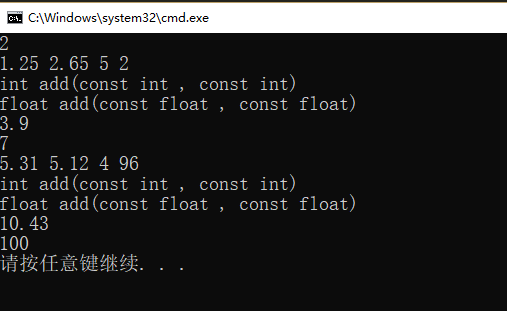 C:\Windows\system32\cmd.exe
2
1.25 2.65 5 2
int add(const int , const int)
float add(const float , const float)
3.9
7
5.31 5.12 4 96
int add(const int , const int)
float add(const float , const float)
10.43
100
请按任意键继续. . .